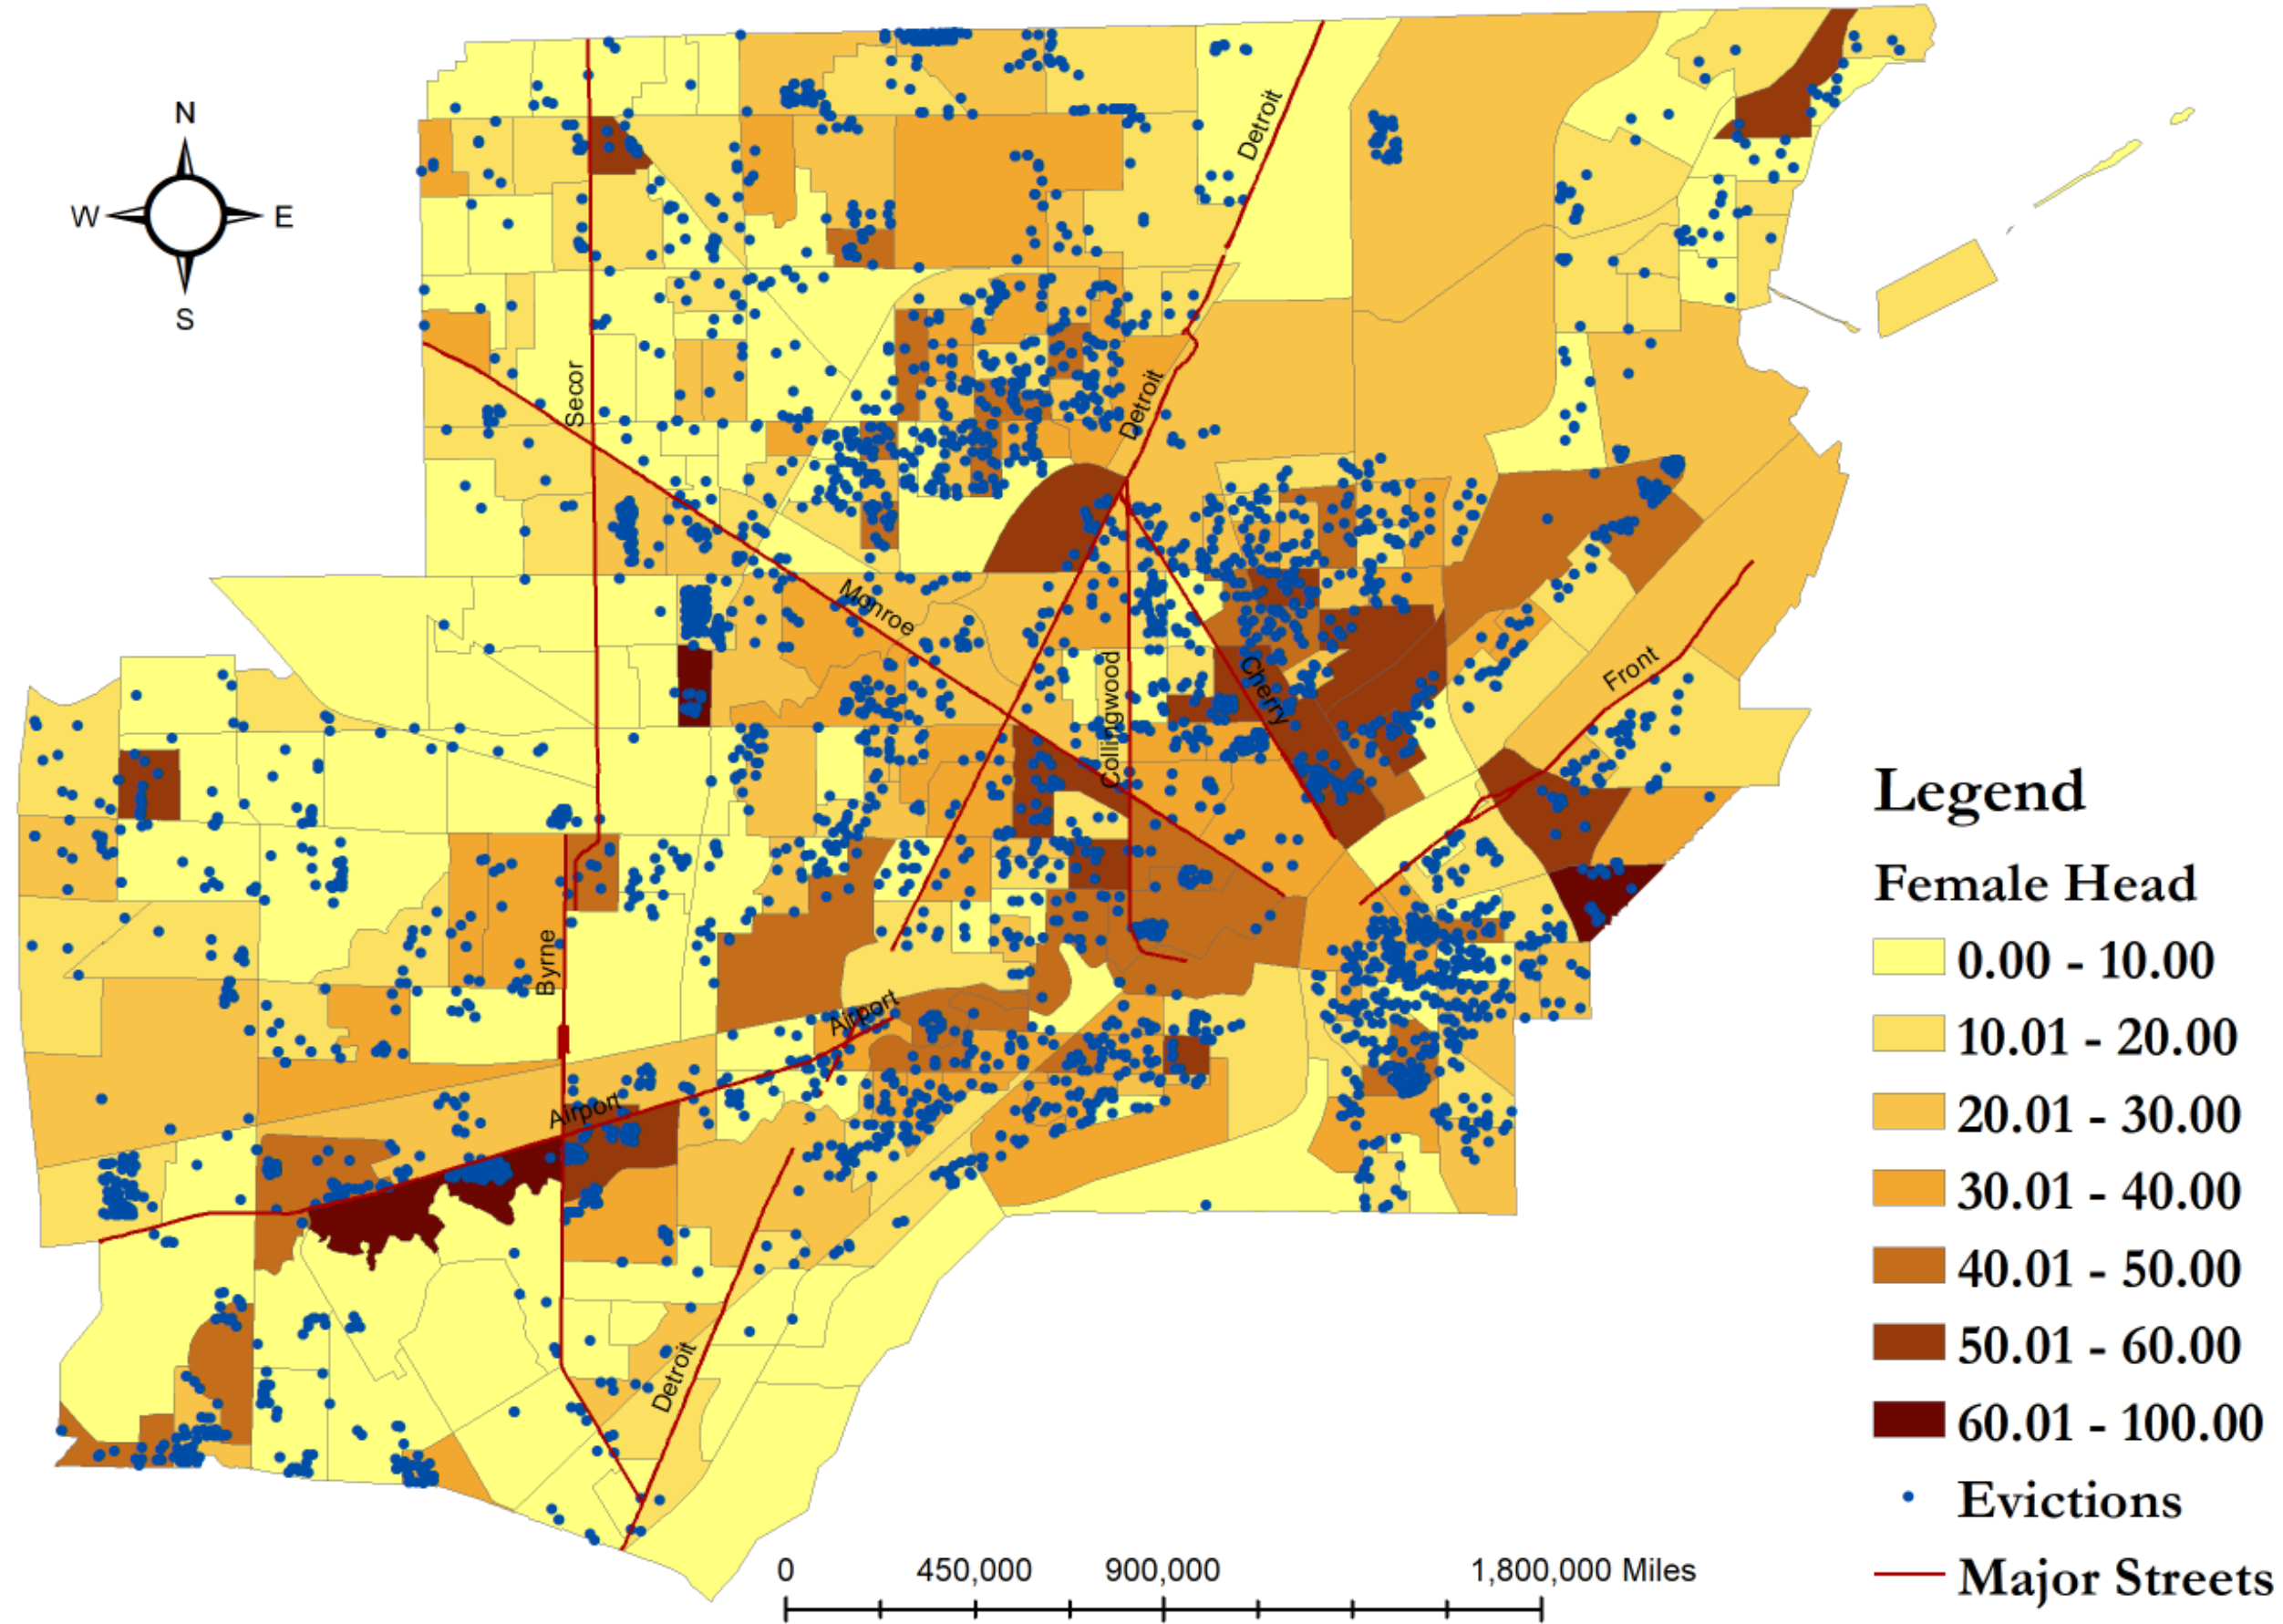 N
W E
S
Detroit
Secor
Detroit
Monroe
Collingwood
Cherry
Front
Byrne
Airport
Airport
Detroit
Legend
Female Head
0.00 - 10.00
10.01 - 20.00
20.01 - 30.00
30.01 - 40.00
40.01 - 50.00
50.01 - 60.00
60.01 - 100.00
Evictions
Major Streets
0 450,000 900,000 1,800,000 Miles